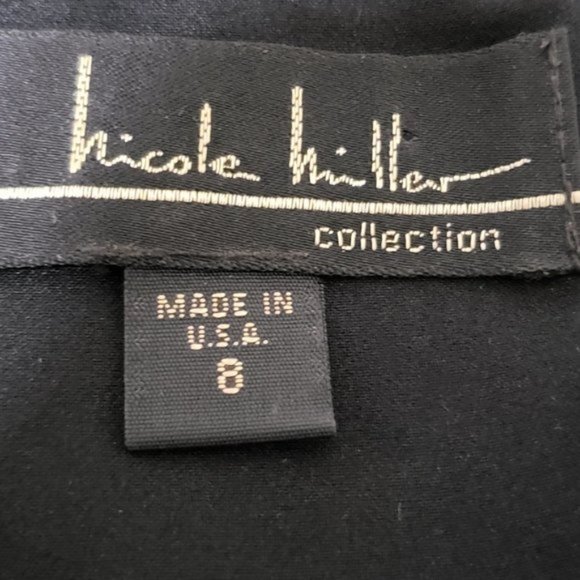 nicole miller
collection
MADE IN
U.S.A.
8